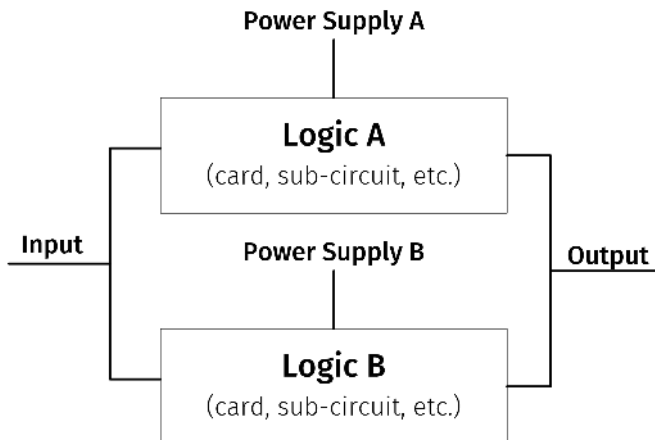 Power Supply A
Logic A
(card, sub-circuit, etc.)
Input
Power Supply B
Output
Logic B
(card, sub-circuit, etc.)